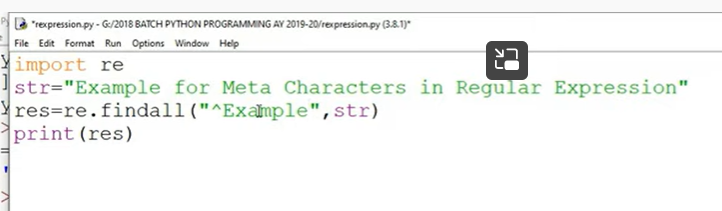 *rexpression.py - G:/2018 BATCH PYTHON PROGRAMMING AY 2019-20/rexpression.py (3.8.1)*
File Edit Format Run Options Window Help
import re
str="Example for Meta Characters in Regular Expression"
res=re.findall("^Example",str)
print(res)